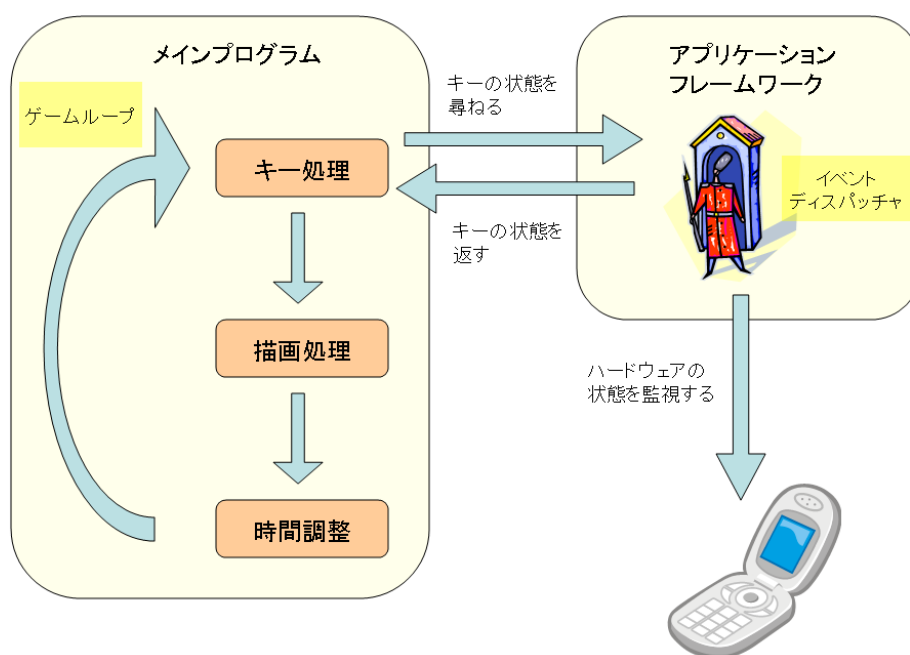 メインプログラム
ゲームループ
キー処理
描画処理
時間調整
キーの状態を
尋ねる
キーの状態を
返す
アプリケーション
フレームワーク
イベント
ディスパッチャ
ハードウェアの
状態を監視する